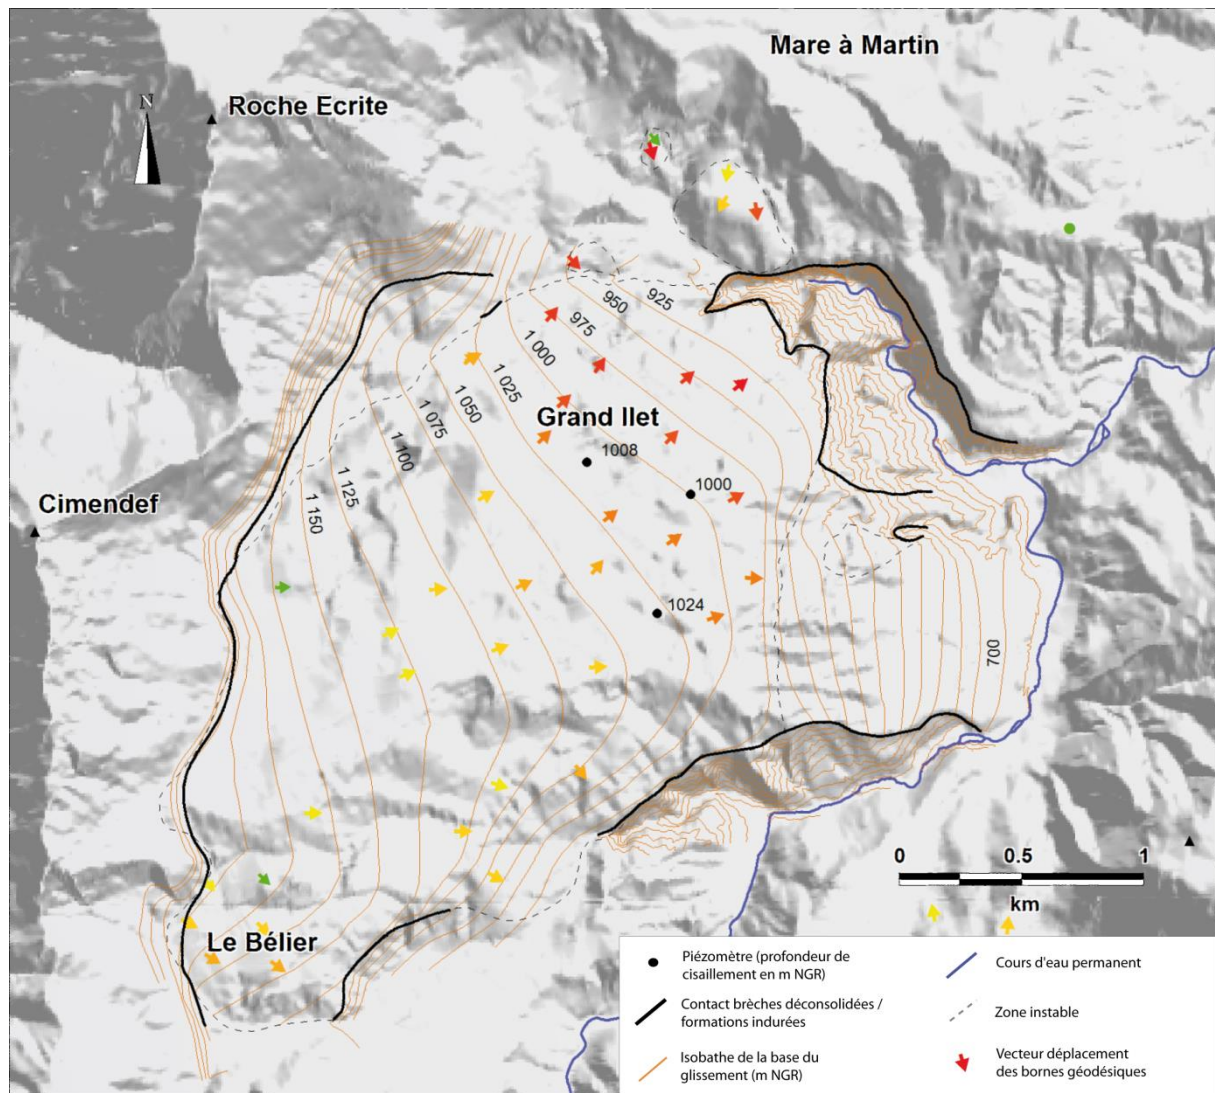 Mare à Martin
N
Roche Ecrite
925
950
975
1 000
1 025
1 050
1 075
1 100
1 125
1 150
Grand Ilet
1008
1000
1024
Cimendef
700
Le Bélier
0 0.5 1
km
Piézomètre (profondeur de
cisaillement en m NGR)
Contact brèches déconsolidées /
formations indurées
Isobathe de la base du
glissement (m NGR)
Cours d'eau permanent
Zone instable
Vecteur déplacement
des bornes géodésiques